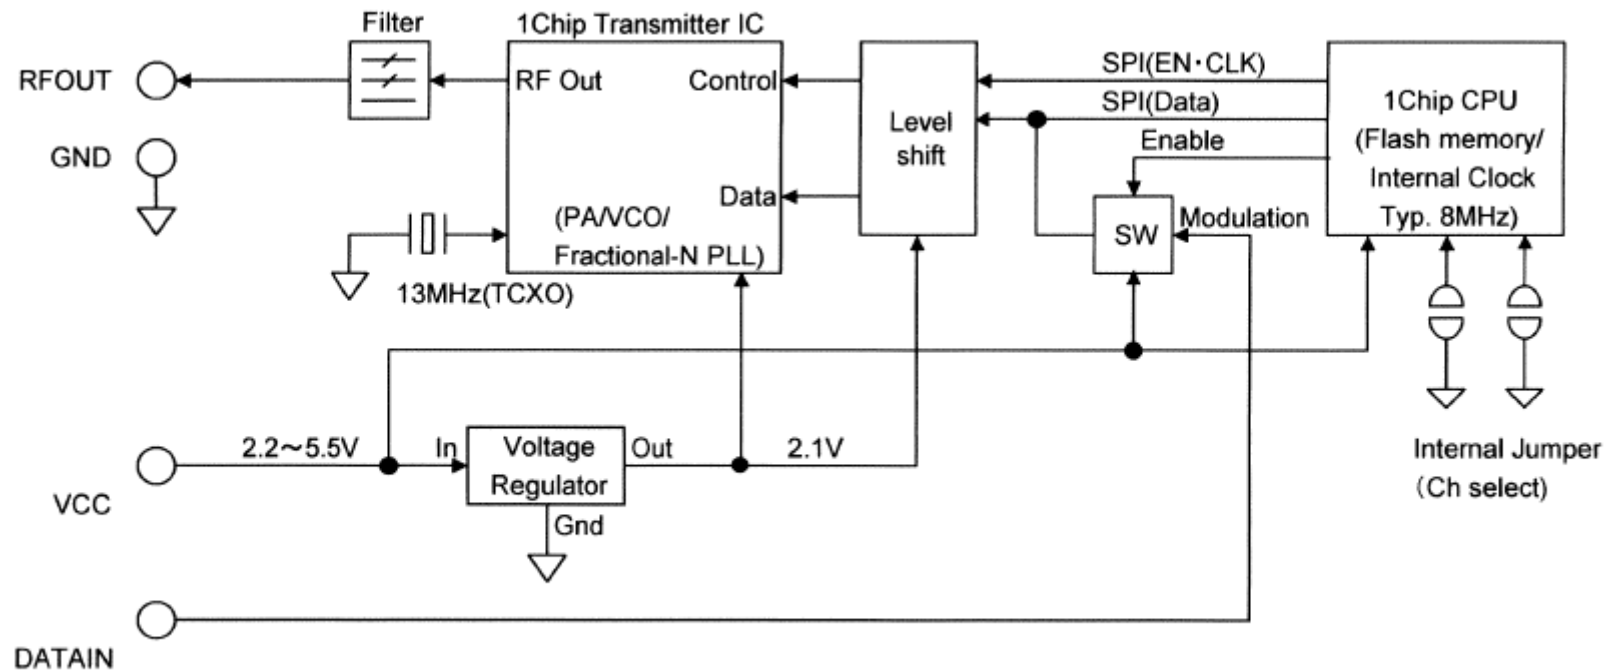 Filter
1Chip Transmitter IC
RFOUT
RF Out
Control
SPI(EN・CLK)
SPI(Data)
1Chip CPU
(Flash memory/
Internal Clock
Typ. 8MHz)
Level
shift
Enable
GND
Data
(PA/VCO/
Fractional-N PLL)
SW
Modulation
13MHz(TCXO)
2.2～5.5V
In
Voltage
Regulator
Out
2.1V
Internal Jumper
（Ch select)
VCC
Gnd
DATAIN